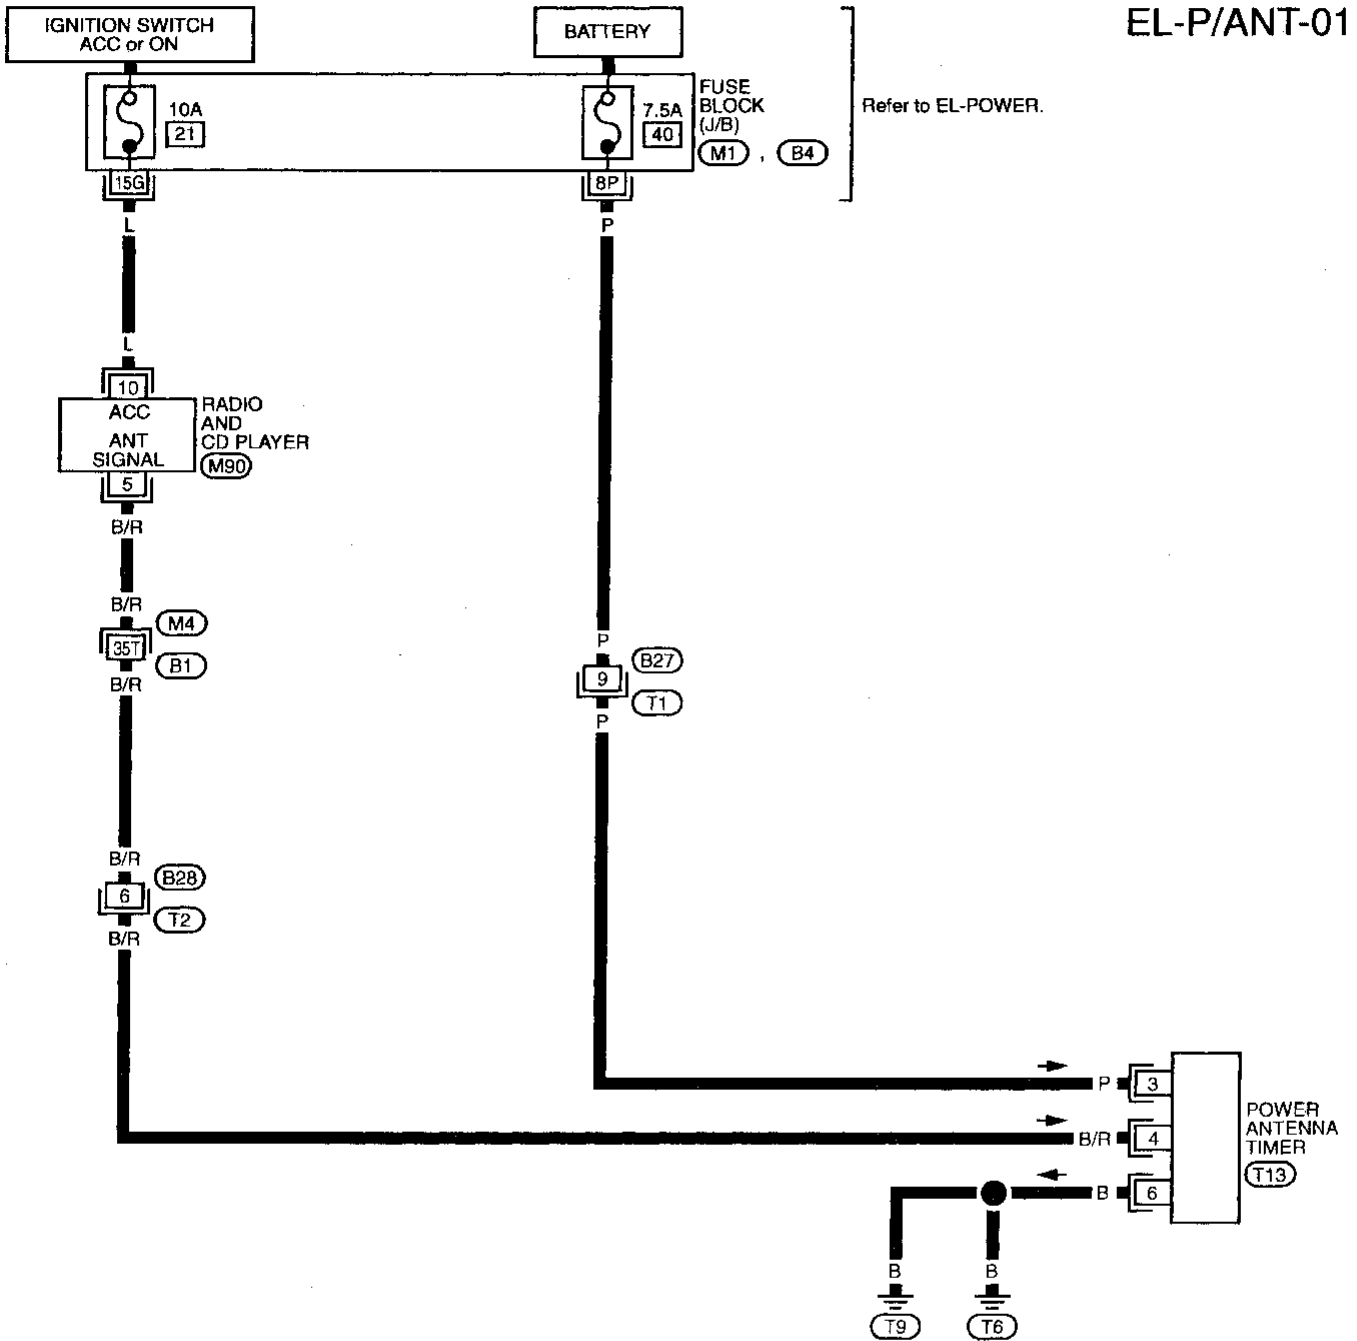 EL-P/ANT-01
IGNITION SWITCH
ACC or ON
BATTERY
10A
21
7.5A
40
FUSE
BLOCK
(J/B)
M1 , B4
Refer to EL-POWER.
15G
8P
L
P
L
10
ACC
ANT
SIGNAL
5
RADIO
AND
CD PLAYER
M90
B/R
B/R
M4
35T
B1
B/R
P
B27
9
T1
P
B/R
B28
6
T2
B/R
P
3
B/R
4
B
6
POWER
ANTENNA
TIMER
T13
B
B
T9
T6